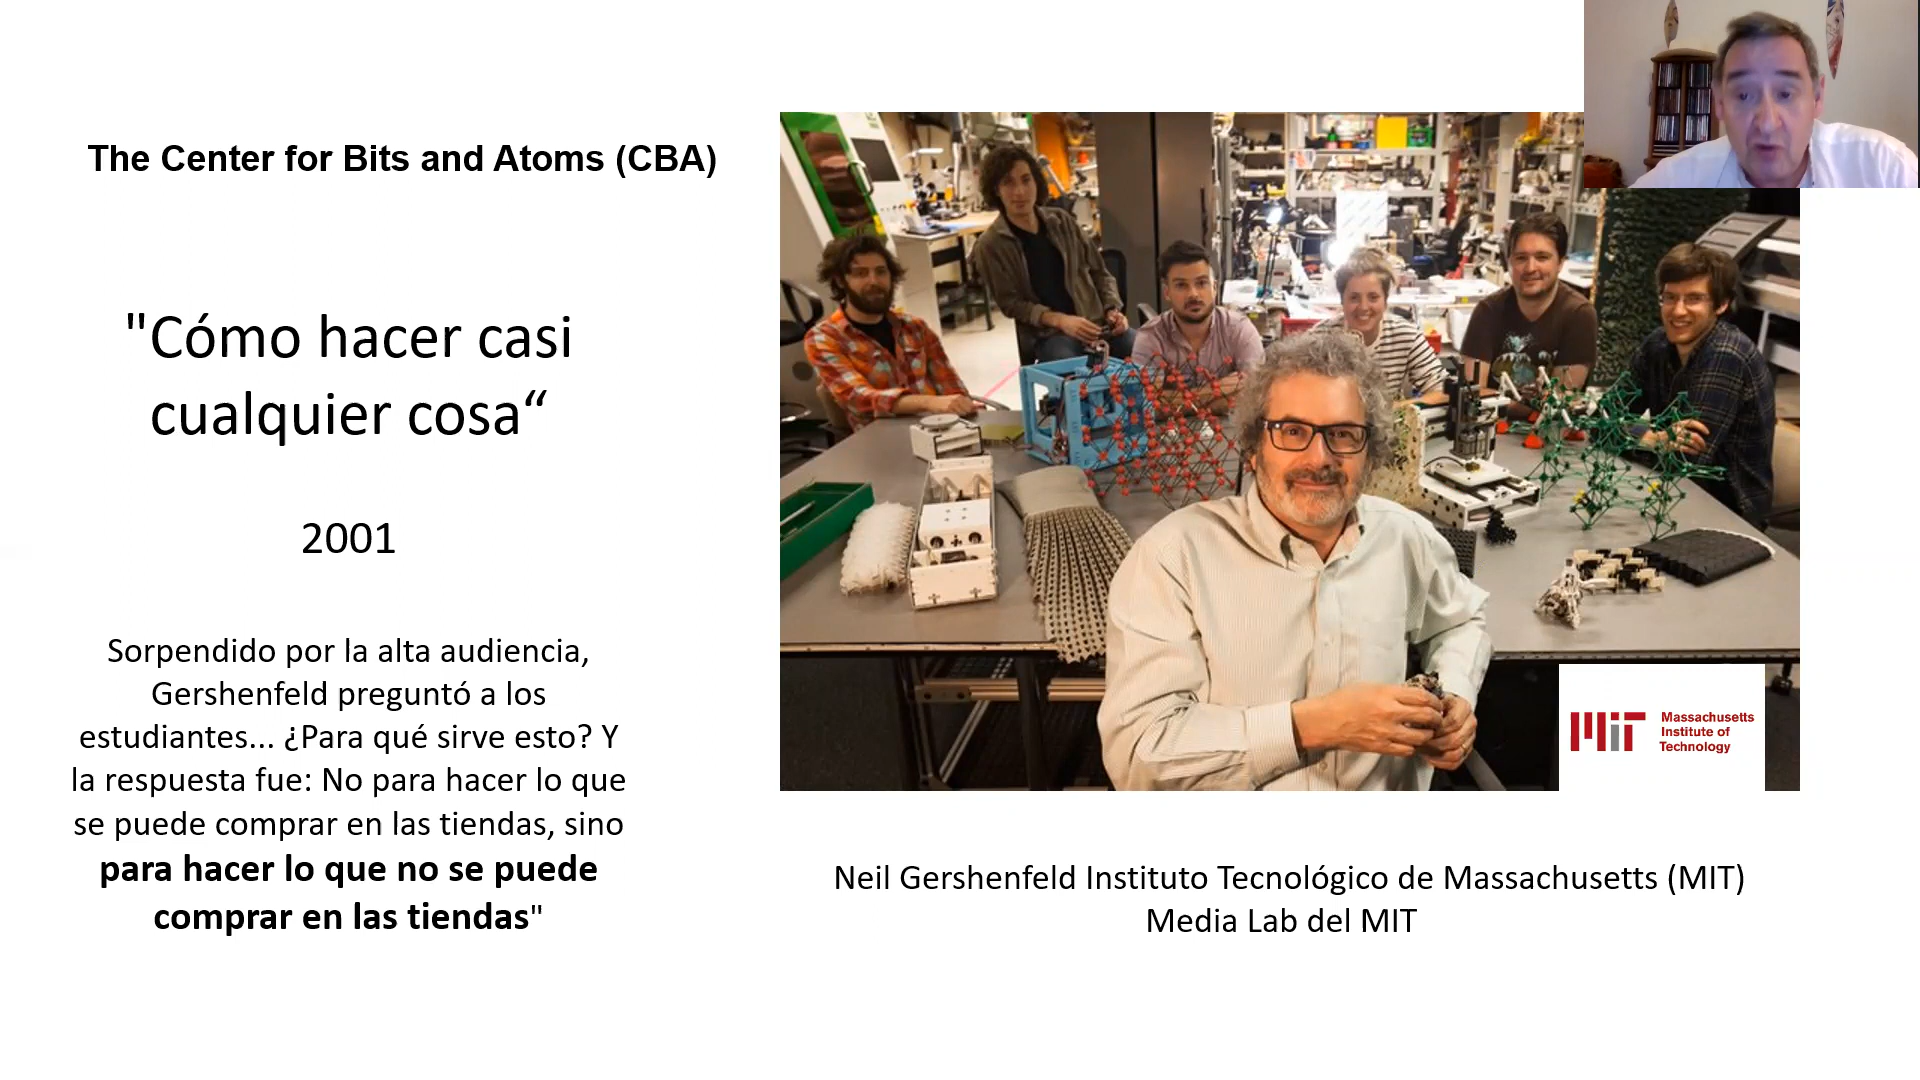 The Center for Bits and Atoms (CBA)
"Cómo hacer casi
cualquier cosa“
2001
Sorpendido por la alta audiencia,
Gershenfeld preguntó a los
estudiantes... ¿Para qué sirve esto? Y
la respuesta fue: No para hacer lo que
se puede comprar en las tiendas, sino
para hacer lo que no se puede
comprar en las tiendas"
MIT
Massachusetts
Institute of
Technology
Neil Gershenfeld Instituto Tecnológico de Massachusetts (MIT)
Media Lab del MIT